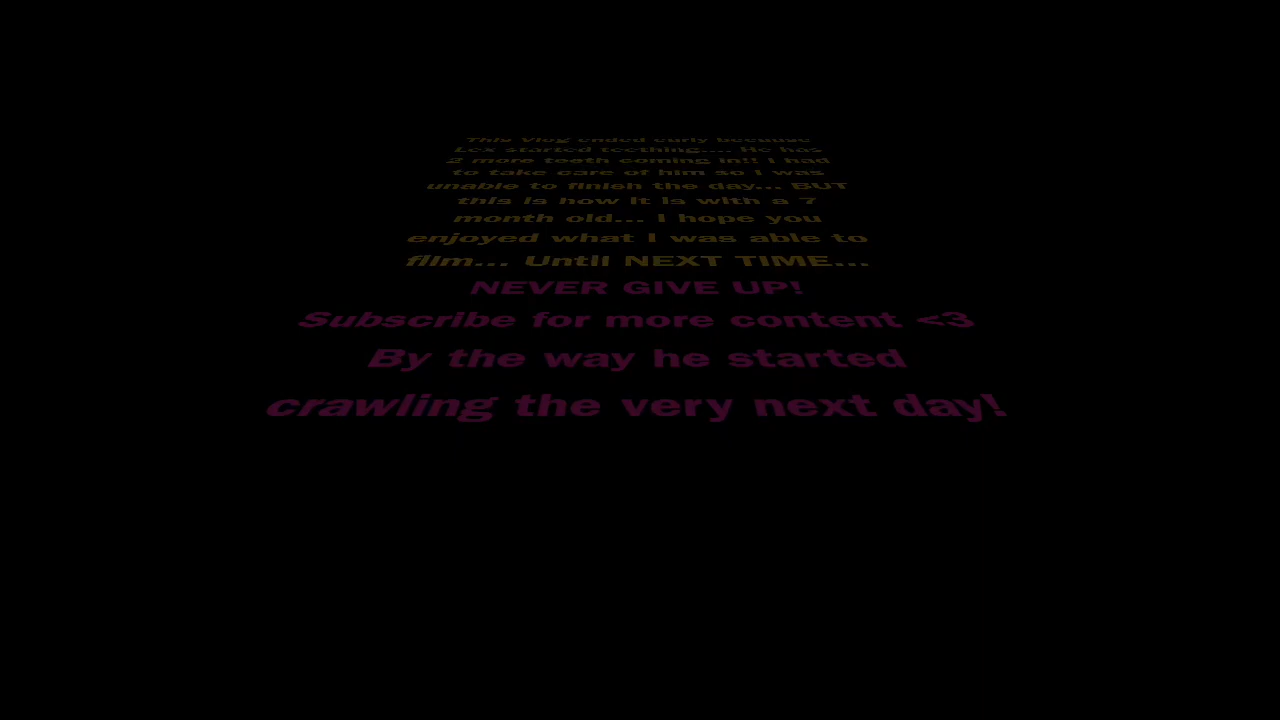 This Vlog ended early because
Lex started teething.... He has
2 more teeth coming in!! I had
to take care of him so I was
unable to finish the day... BUT
this is how it is with a 7
month old... I hope you
enjoyed what I was able to
film... Until NEXT TIME...
NEVER GIVE UP!
Subscribe for more content <3
By the way he started
crawling the very next day!